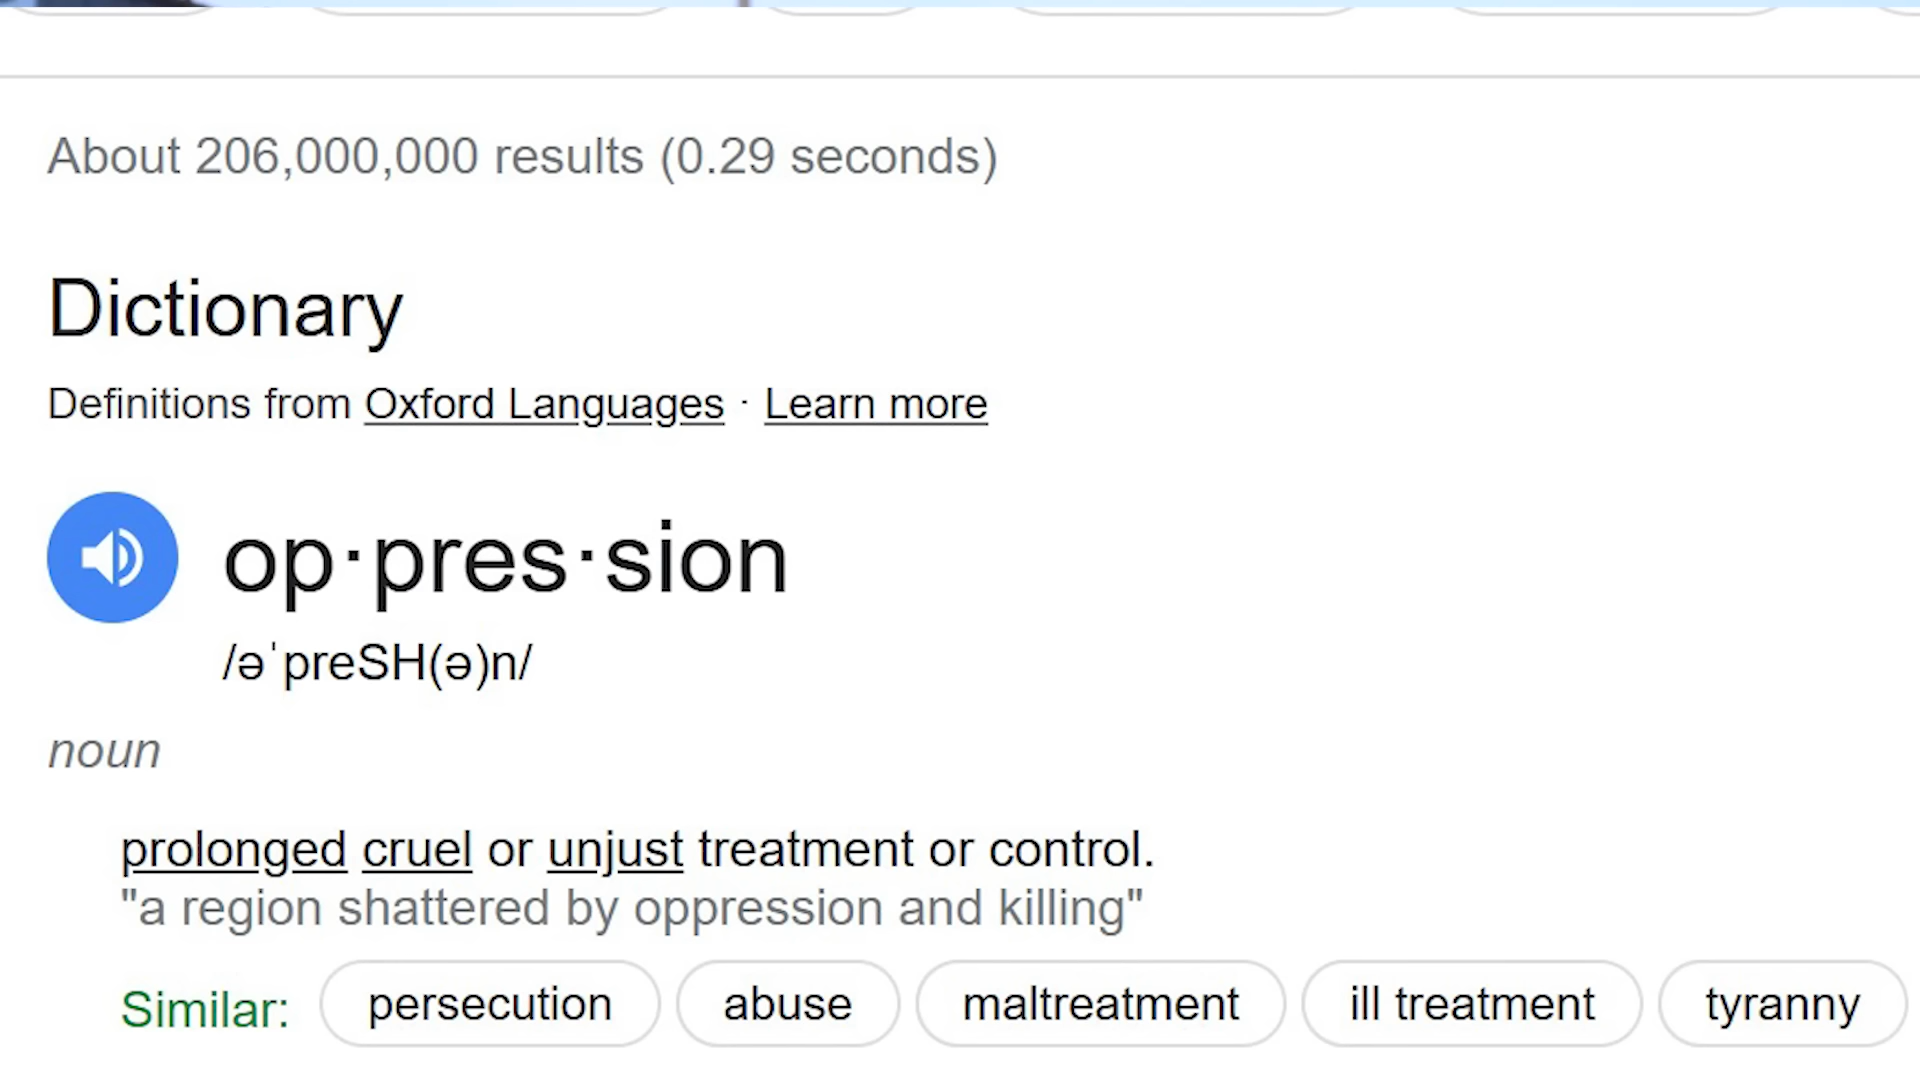 About 206,000,000 results (0.29 seconds)
Dictionary
Definitions from Oxford Languages · Learn more
op·pres·sion
/əˈpreSH(ə)n/
noun
prolonged cruel or unjust treatment or control.
"a region shattered by oppression and killing"
Similar: persecution abuse maltreatment ill treatment tyranny